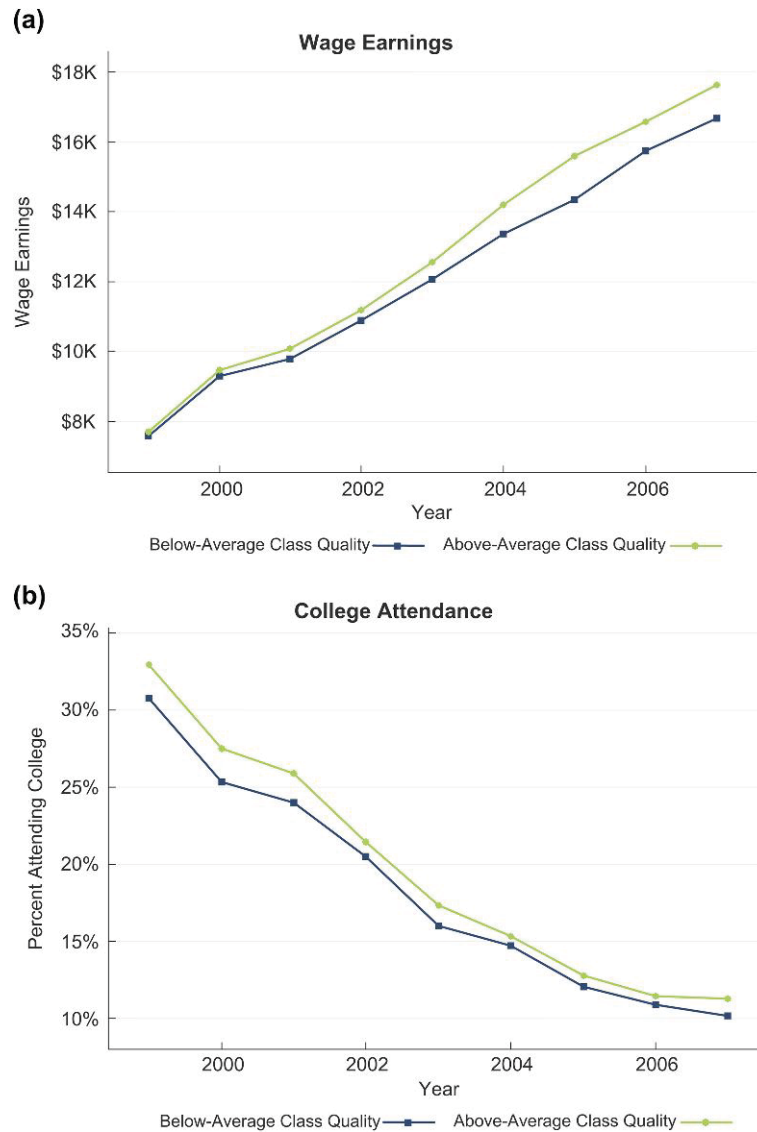 (a)
Wage Earnings
$18K
$16K
$14K
$12K
$10K
$8K
Wage Earnings
2000 2002 2004 2006
Year
Below-Average Class Quality Above-Average Class Quality
(b)
College Attendance
35%
30%
25%
20%
15%
10%
Percent Attending College
2000 2002 2004 2006
Year
Below-Average Class Quality Above-Average Class Quality